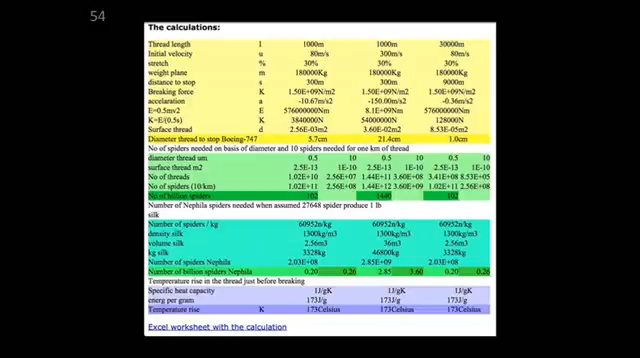 54
The calculations:
Thread length l 1000m 1000m 30000m
Initial velocity u 80m/s 300m/s 80m/s
stretch % 30% 30% 30%
weight plane m 180000Kg 180000Kg 180000Kg
distance to stop s 300m 300m 9000m
Breaking force K 1.50E+09N/m2 1.50E+09N/m2 1.50E+09N/m2
accelaration a -10.67m/s2 -150.00m/s2 -0.36m/s2
E=0.5mv2 E 576000000Nm 8.1E+09Nm 576000000Nm
K=E/(0.5s) K 3840000N 54000000N 128000N
Surface thread d 2.56E-03m2 3.60E-02m2 8.53E-05m2
Diameter thread to stop Boeing-747 5.7cm 21.4cm 1.0cm
No of spiders needed on basis of diameter and 10 spiders needed for one km of thread
diameter thread um 0.5 10 0.5 10 0.5 10
surface thread m2 2.5E-13 1E-10 2.5E-13 1E-10 2.5E-13 1E-10
No of threads 1.02E+10 2.56E+07 1.44E+11 3.60E+08 3.41E+08 8.53E+05
No of spiders (10/km) 1.02E+11 2.56E+08 1.44E+12 3.60E+09 1.02E+11 2.56E+08
No of billion spiders 102 1440 102
Number of Nephila spiders needed when assumed 27648 spider produce 1 lb
silk
Number of spiders / kg 60952n/kg 60952n/kg 60952n/kg
density silk 1300kg/m3 1300kg/m3 1300kg/m3
volume silk 2.56m3 36m3 2.56m3
kg silk 3328kg 46800kg 3328kg
No of spiders Nephila 2.03E+08 2.85E+09 2.03E+08
Number of billion spiders Nephila 0.20 0.26 2.85 3.60 0.20 0.26
Temprerature rise in the thread just before breaking
Specific heat capacity 1J/gK 1J/gK 1J/gK
energ per gram 173J/g 173J/g 173J/g
Temperature rise K 173Celsius 173Celsius 173Celsius
Excel worksheet with the calculation